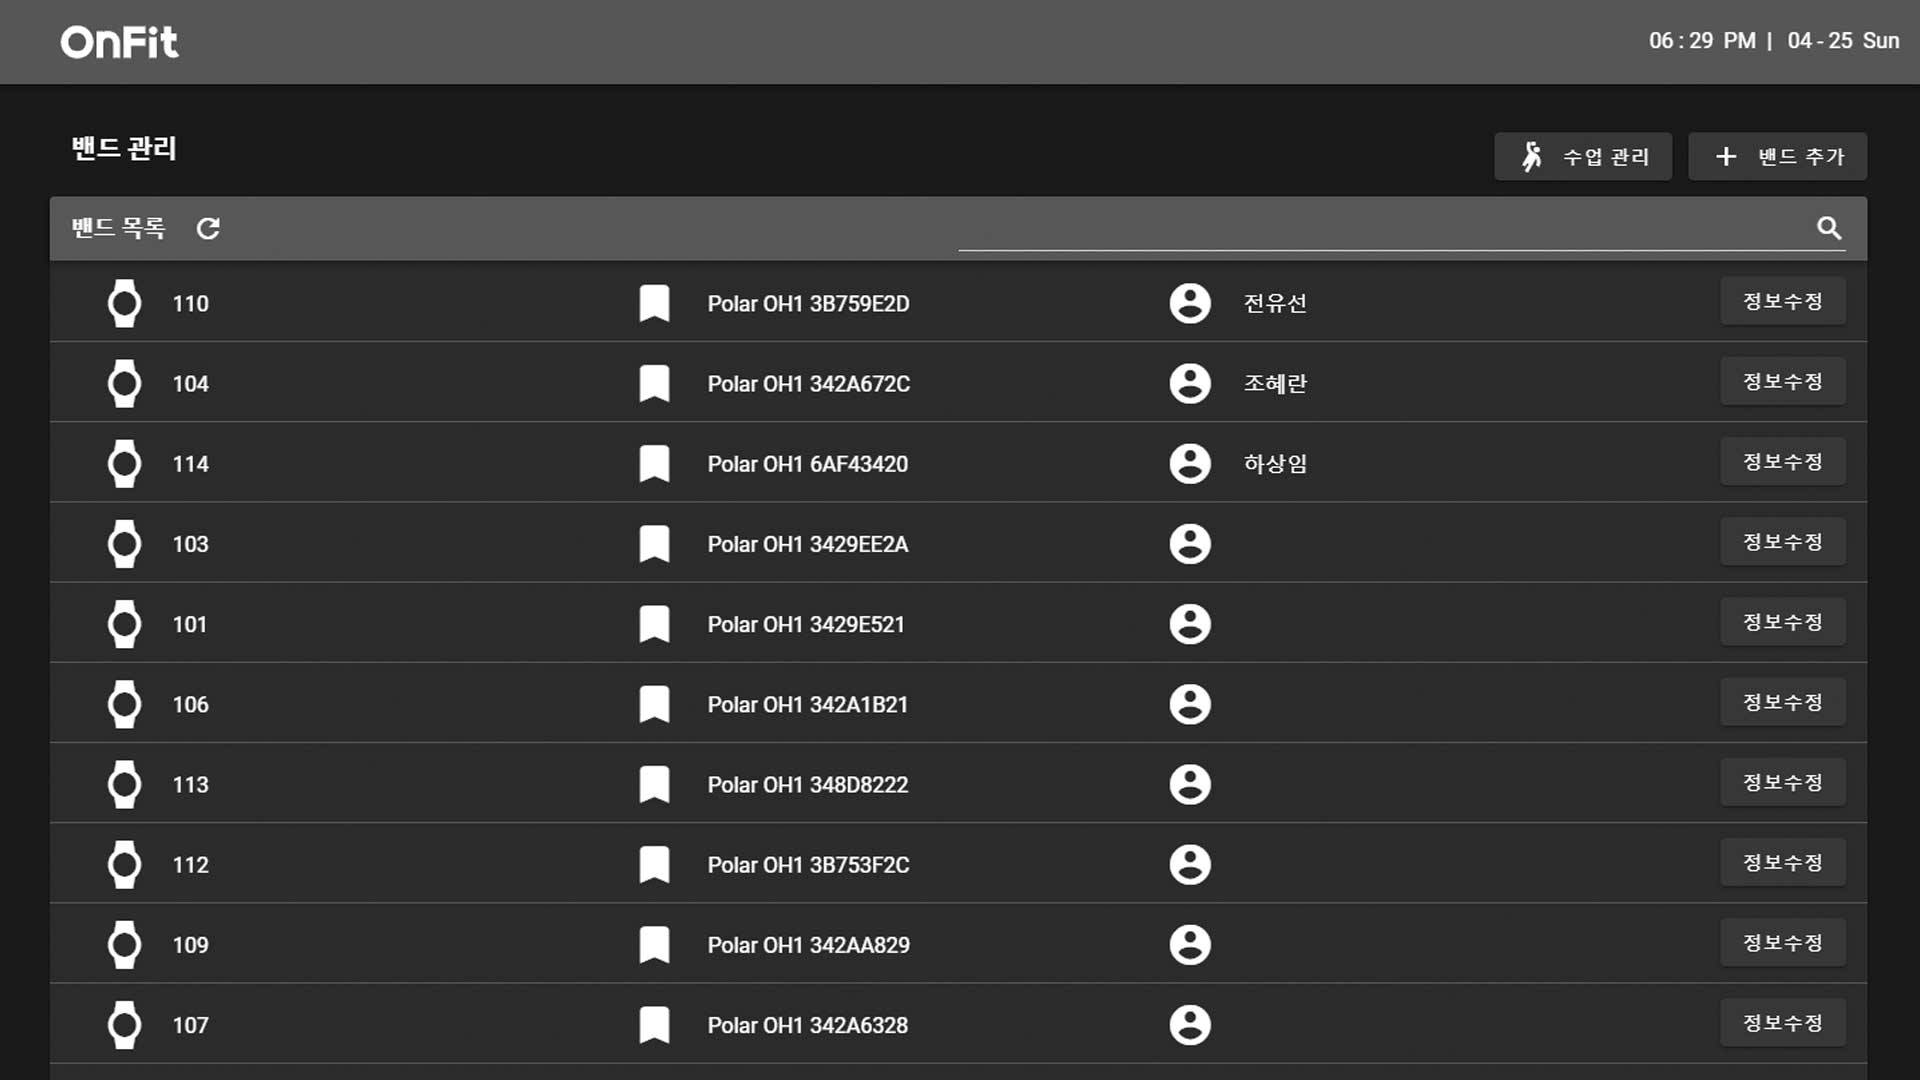 OnFit
06 : 29 PM | 04 - 25 Sun
밴드 관리
수업 관리
밴드 추가
밴드 목록
110 Polar OH1 3B759E2D 전유선 정보수정
104 Polar OH1 342A672C 조혜란 정보수정
114 Polar OH1 6AF43420 하상임 정보수정
103 Polar OH1 3429EE2A 정보수정
101 Polar OH1 3429E521 정보수정
106 Polar OH1 342A1B21 정보수정
113 Polar OH1 348D8222 정보수정
112 Polar OH1 3B753F2C 정보수정
109 Polar OH1 342AA829 정보수정
107 Polar OH1 342A6328 정보수정